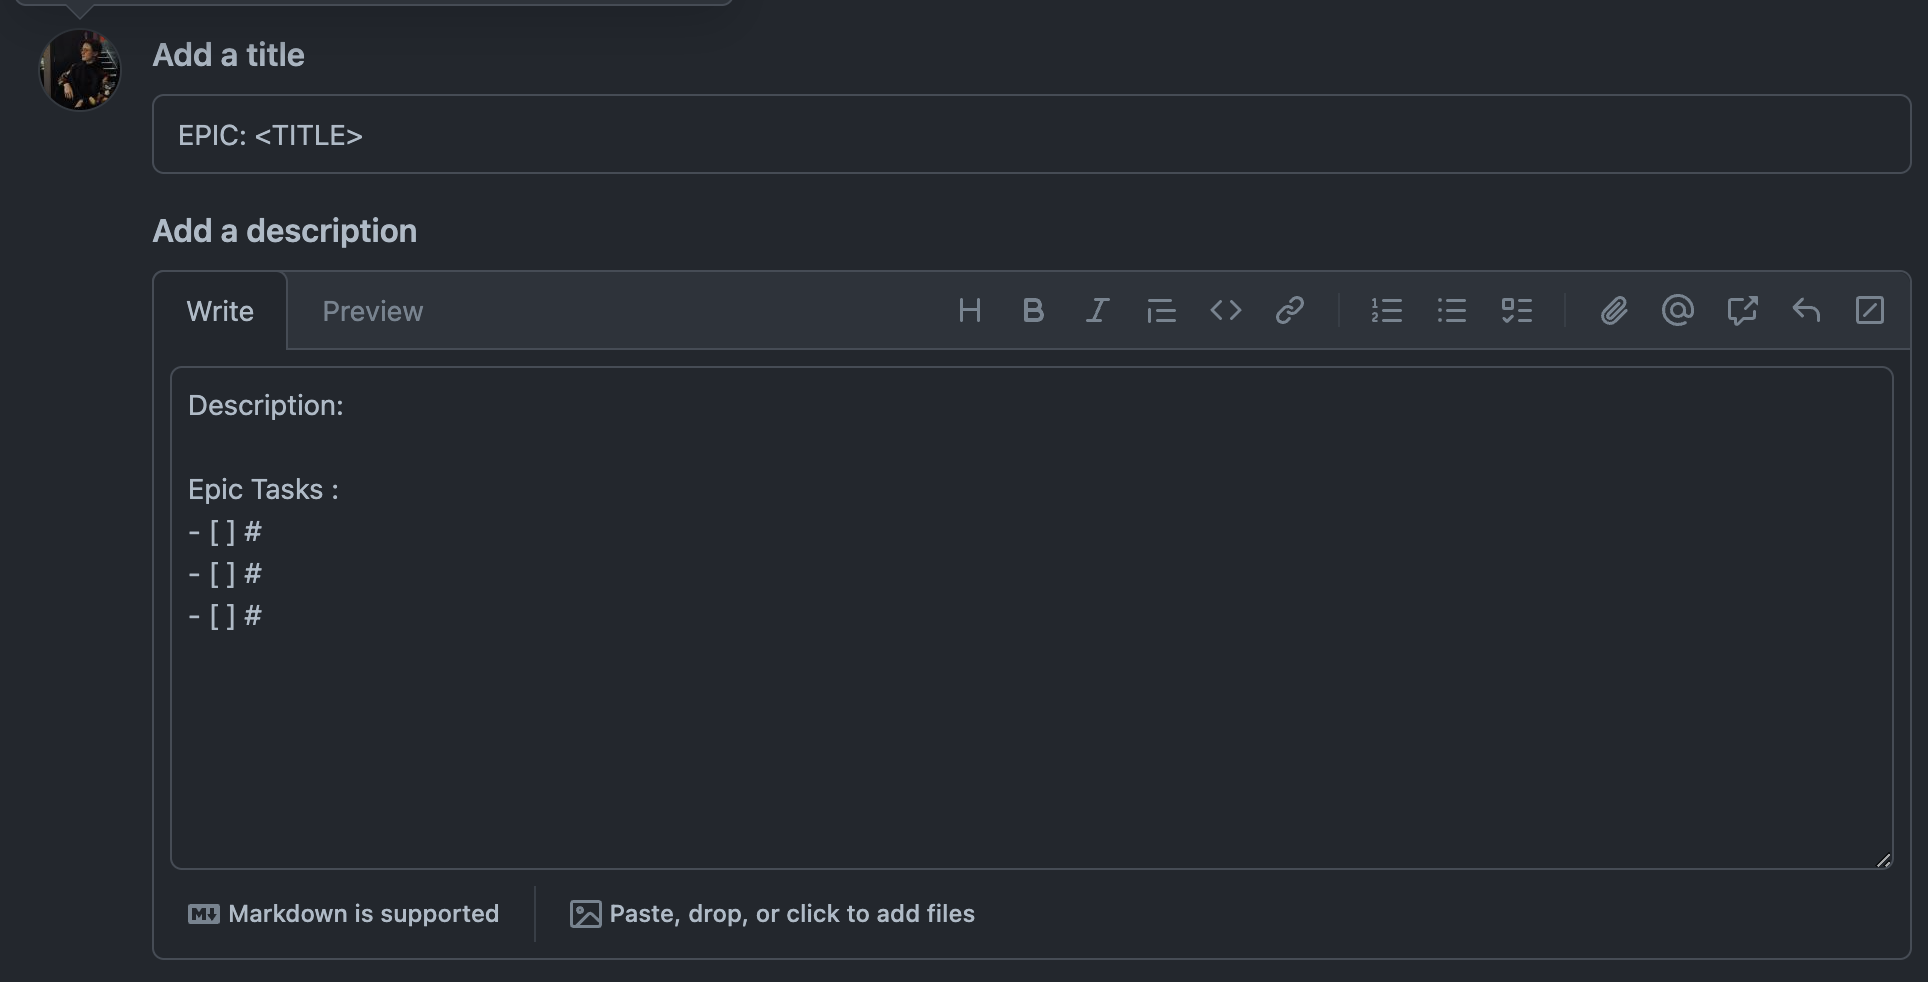 Add a title
EPIC: <TITLE>
Add a description
Write Preview
Description:
Epic Tasks :
- [ ] #
- [ ] #
- [ ] #
Markdown is supported
Paste, drop, or click to add files